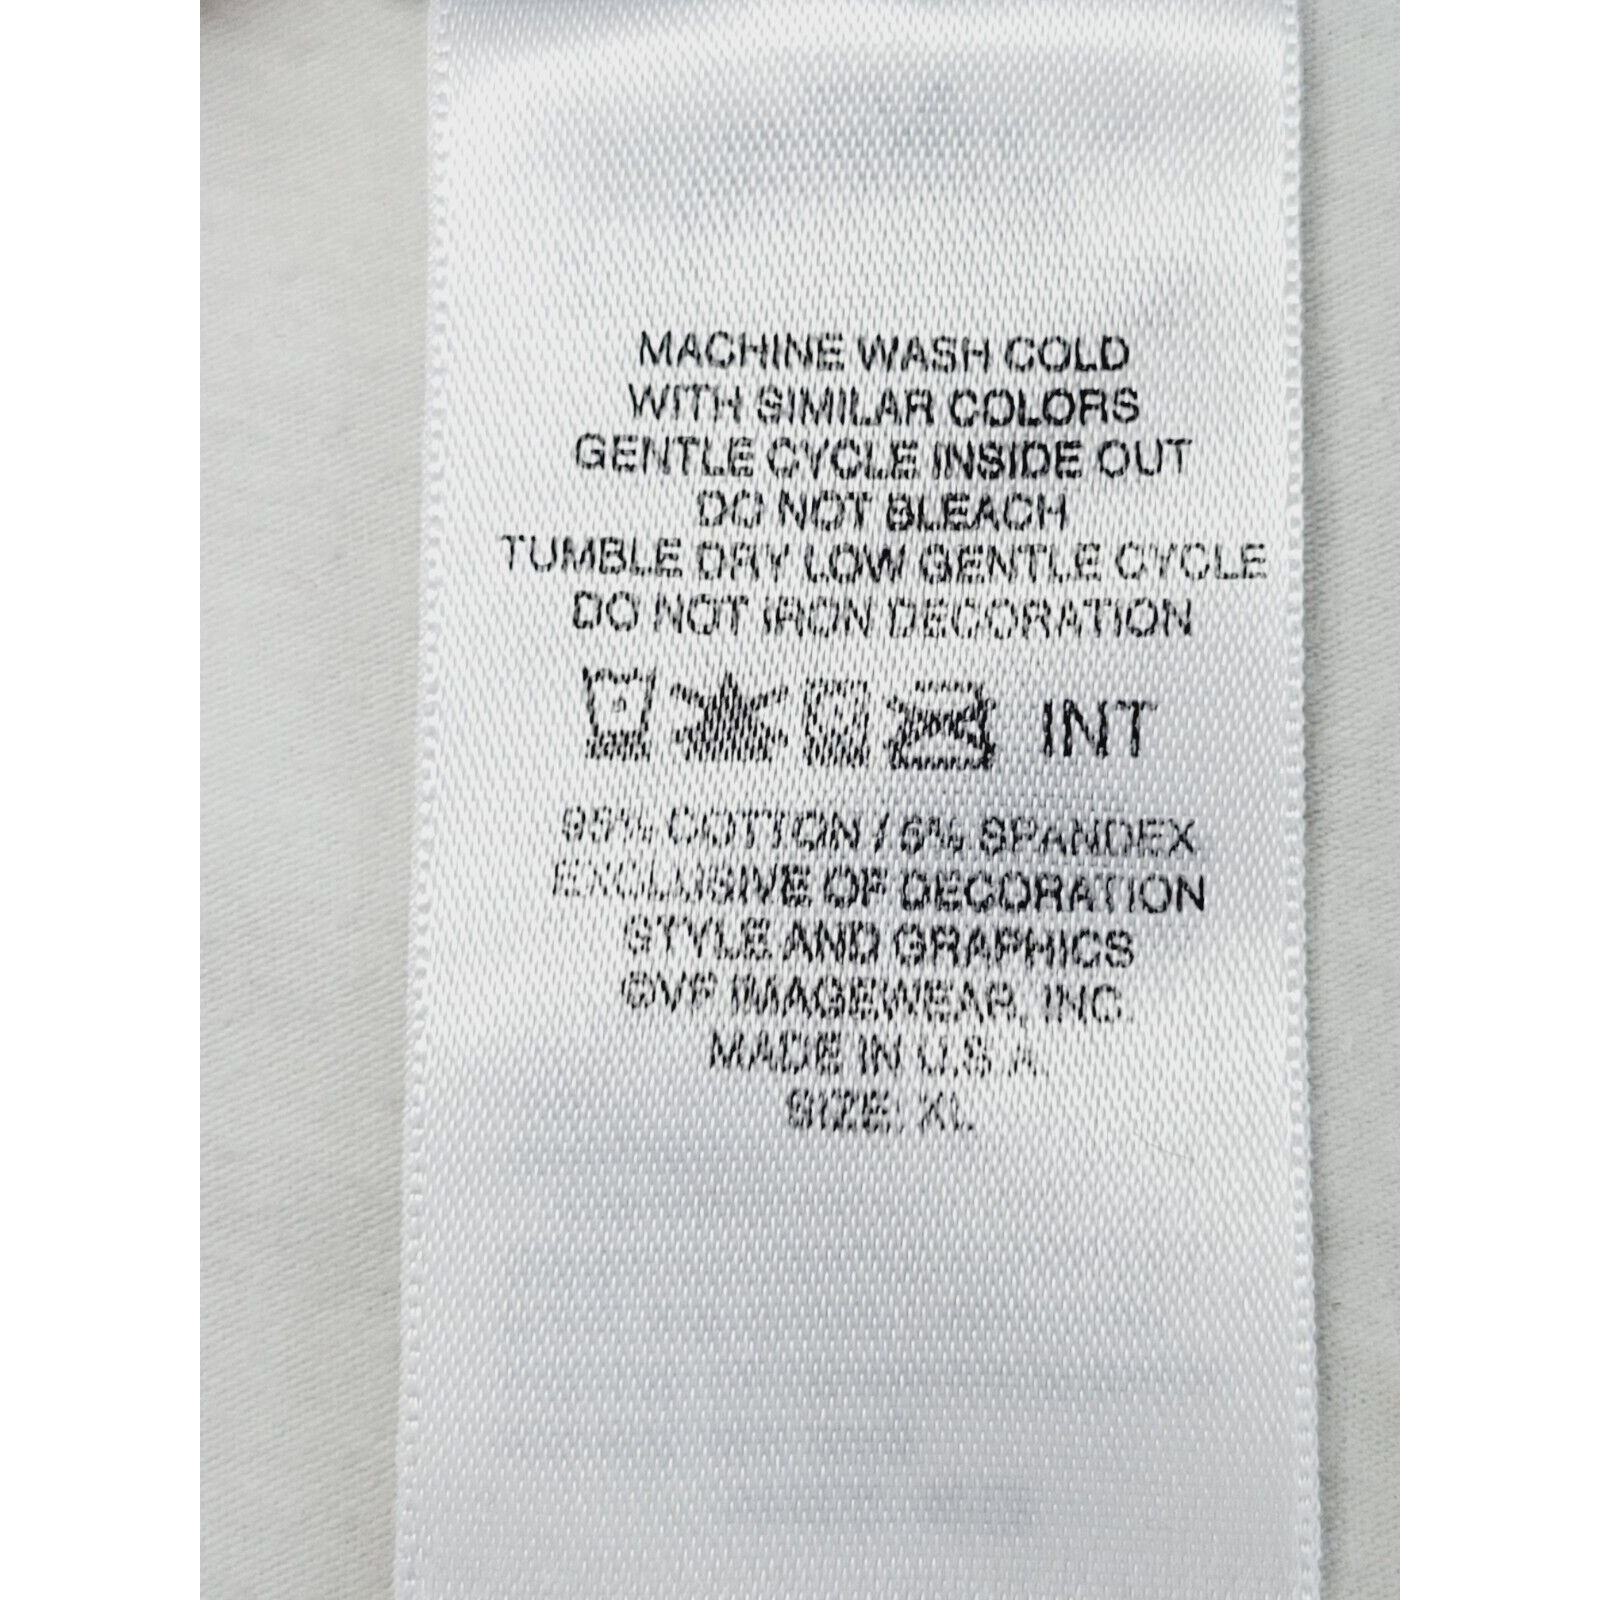 MACHINE WASH COLD
WITH SIMILAR COLORS
GENTLE CYCLE INSIDE OUT
DO NOT BLEACH
TUMBLE DRY LOW GENTLE CYCLE
DO NOT IRON DECORATION
INT
95% COTTON / 5% SPANDEX
EXCLUSIVE OF DECORATION
STYLE AND GRAPHICS
©VF IMAGEWEAR, INC.
MADE IN U.S.A.
SIZE: XL